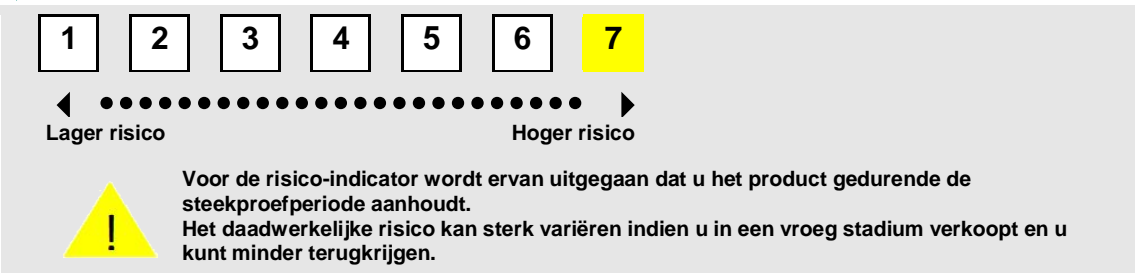 1 2 3 4 5 6 7
Lager risico Hoger risico
!
Voor de risico-indicator wordt ervan uitgegaan dat u het product gedurende de
steekproefperiode aanhoudt.
Het daadwerkelijke risico kan sterk variëren indien u in een vroeg stadium verkoopt en u
kunt minder terugkrijgen.